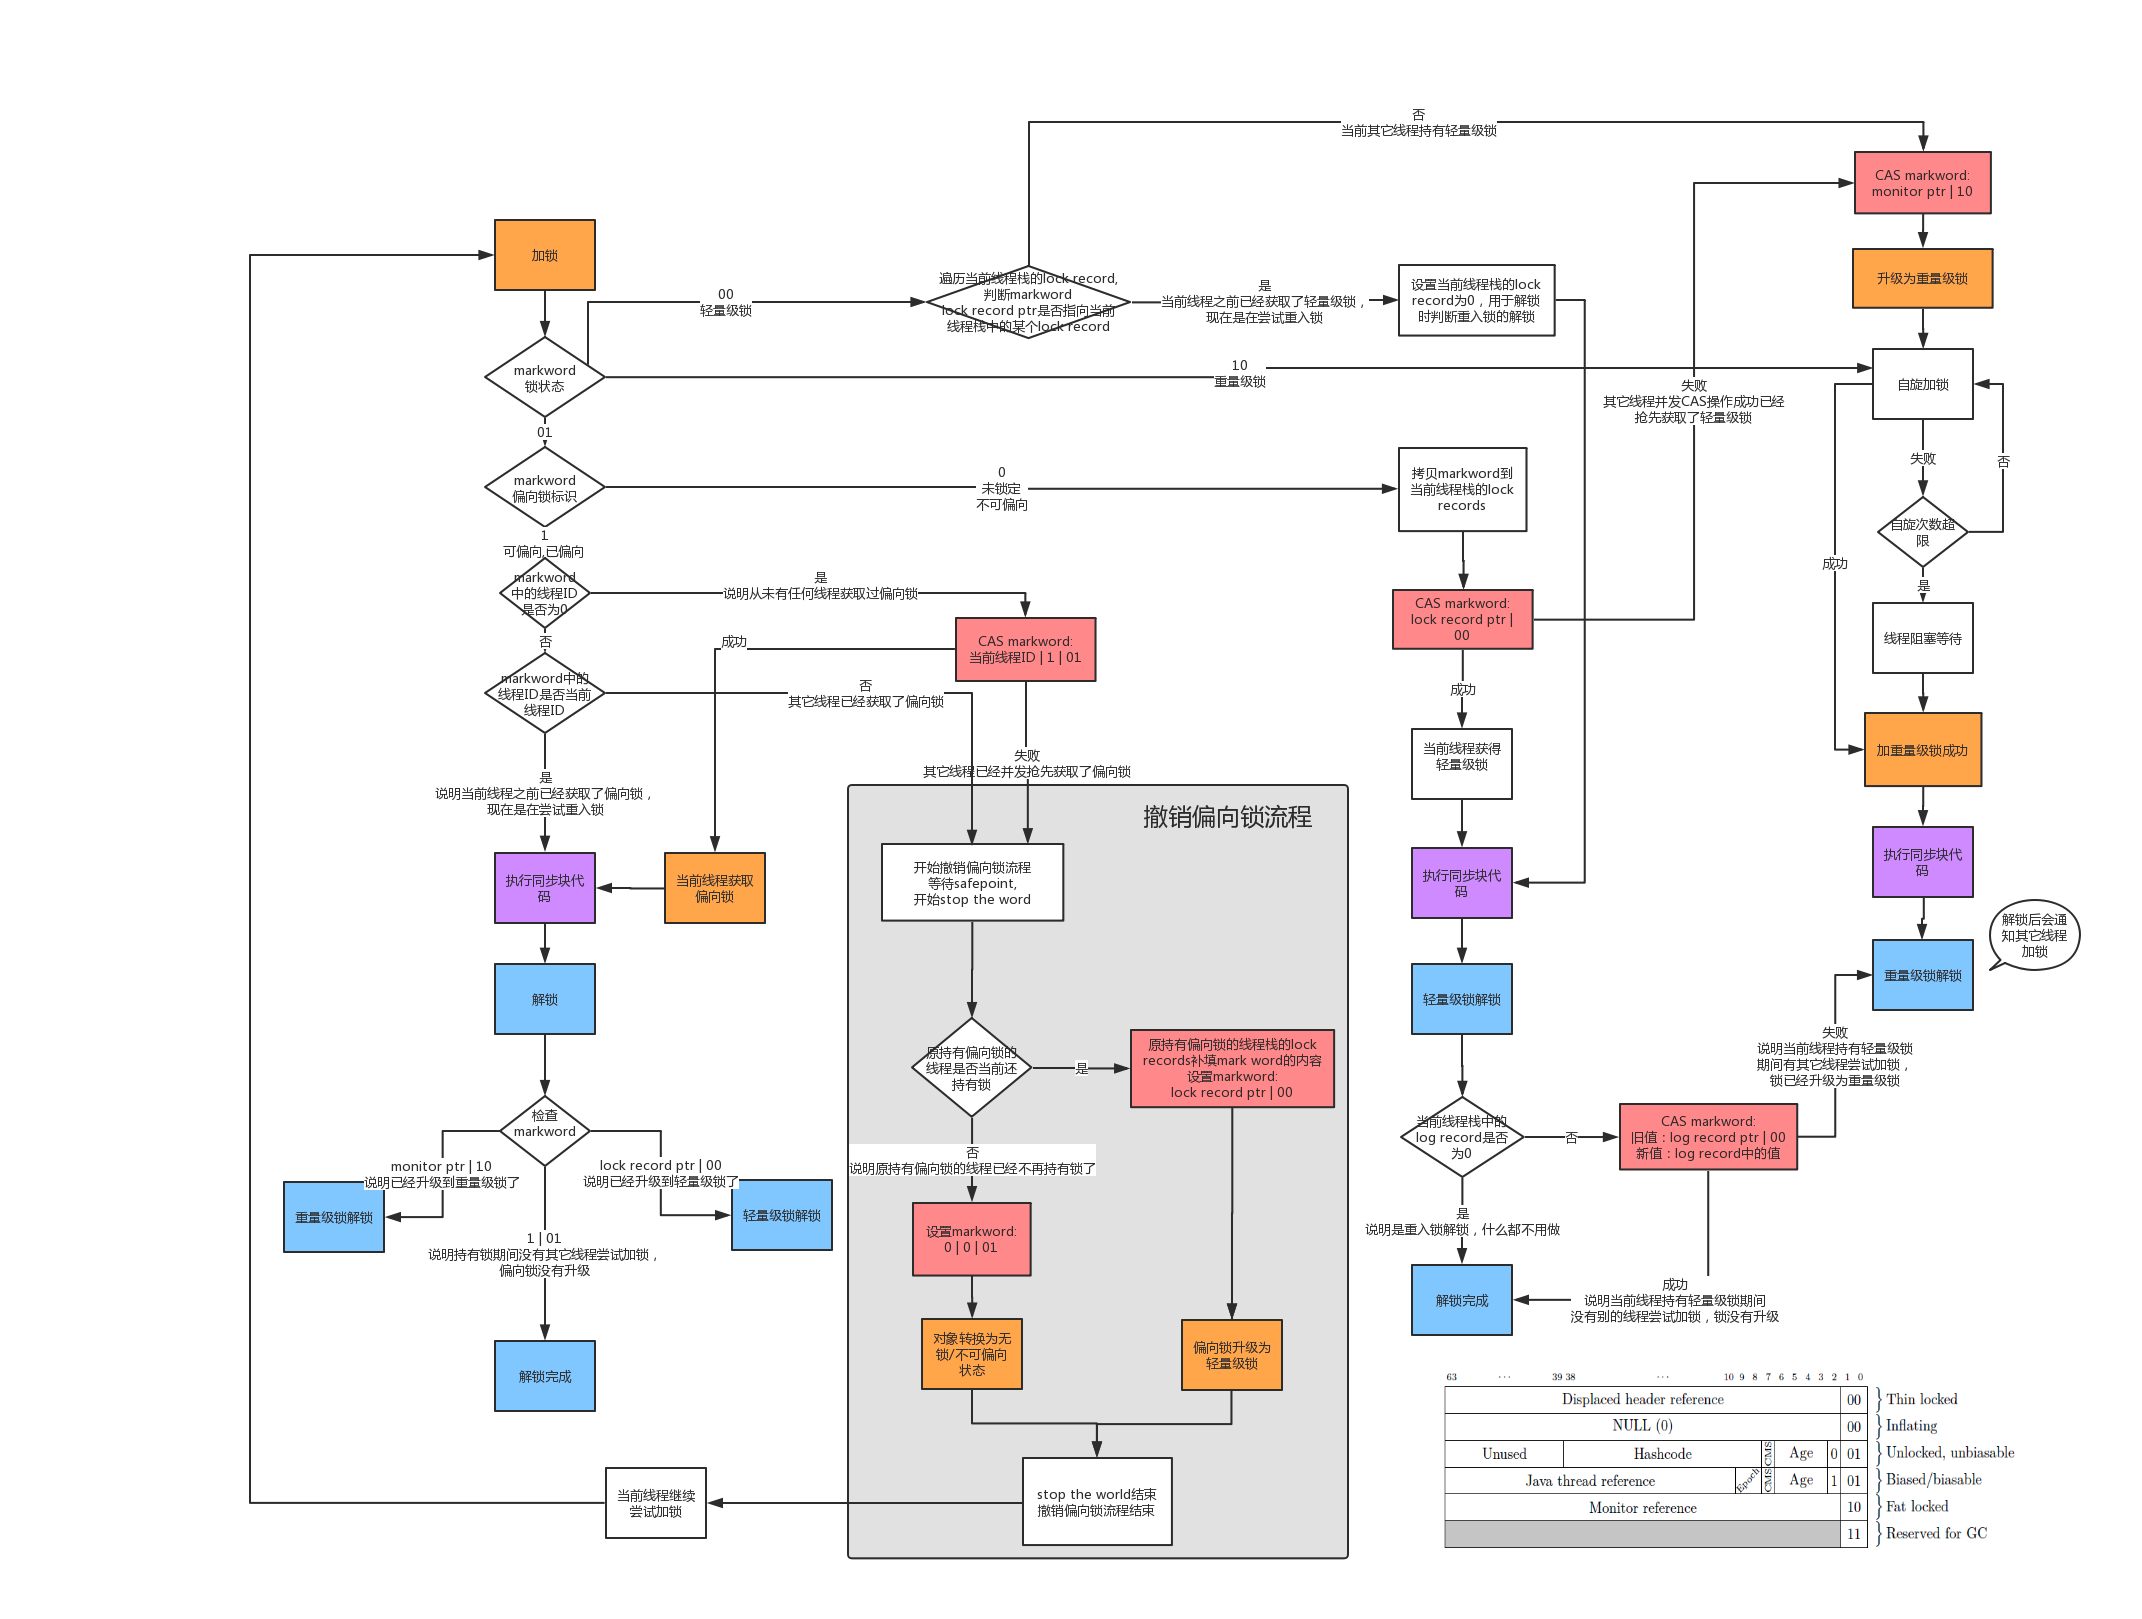 否
当前其它线程持有轻量级锁
CAS markword:
monitor ptr | 10
加锁
升级为重量级锁
00
轻量级锁
遍历当前线程栈的lock record,
判断markword
lock record ptr是否指向当前
线程栈中的某个lock record
是
当前线程之前已经获取了轻量级锁，
现在是在尝试重入锁
设置当前线程栈的lock
record为0，用于解锁
时判断重入锁的解锁
markword
锁状态
10
重量级锁
自旋加锁
失败
其它线程并发CAS操作成功已经
抢先获取了轻量级锁
01
markword
偏向锁标识
0
未锁定
不可偏向
拷贝markword到
当前线程栈的lock
records
失败
否
自旋次数超
限
成功
是
1
可偏向,已偏向
markword
中的线程ID
是否为0
是
说明从未有任何线程获取过偏向锁
CAS markword:
当前线程ID | 1 | 01
CAS markword:
lock record ptr |
00
线程阻塞等待
否
成功
markword中的
线程ID是否当前
线程ID
否
其它线程已经获取了偏向锁
成功
当前线程获得
轻量级锁
加重量级锁成功
失败
其它线程已经并发抢先获取了偏向锁
是
说明当前线程之前已经获取了偏向锁，
现在是在尝试重入锁
撤销偏向锁流程
执行同步块代
码
当前线程获取
偏向锁
开始撤销偏向锁流程
等待safepoint,
开始stop the word
执行同步块代
码
执行同步块代
码
解锁后会通
知其它线程
加锁
解锁
轻量级锁解锁
重量级锁解锁
原持有偏向锁的
线程是否当前还
持有锁
是
原持有偏向锁的线程栈的lock
records补填mark word的内容
设置markword:
lock record ptr | 00
失败
说明当前线程持有轻量级锁
期间有其它线程尝试加锁，
锁已经升级为重量级锁
检查
markword
当前线程栈中的
log record是否
为0
否
CAS markword:
旧值：log record ptr | 00
新值：log record中的值
monitor ptr | 10
说明已经升级到重量级锁了
lock record ptr | 00
说明已经升级到轻量级锁了
否
说明原持有偏向锁的线程已经不再持有锁了
重量级锁解锁
轻量级锁解锁
设置markword:
0 | 0 | 01
是
说明是重入锁解锁，什么都不用做
1 | 01
说明持有锁期间没有其它线程尝试加锁，
偏向锁没有升级
解锁完成
成功
说明当前线程持有轻量级锁期间
没有别的线程尝试加锁，锁没有升级
对象转换为无
锁/不可偏向
状态
偏向锁升级为
轻量级锁
解锁完成
63 ··· 39 38 ··· 10 9 8 7 6 5 4 3 2 1 0
Displaced header reference 00 } Thin locked
NULL (0) 00 } Inflating
Unused Hashcode CMS Age 0 01 } Unlocked, unbiasable
Java thread reference Epoch CMS Age 1 01 } Biased/biasable
Monitor reference 10 } Fat locked
11 } Reserved for GC
当前线程继续
尝试加锁
stop the world结束
撤销偏向锁流程结束